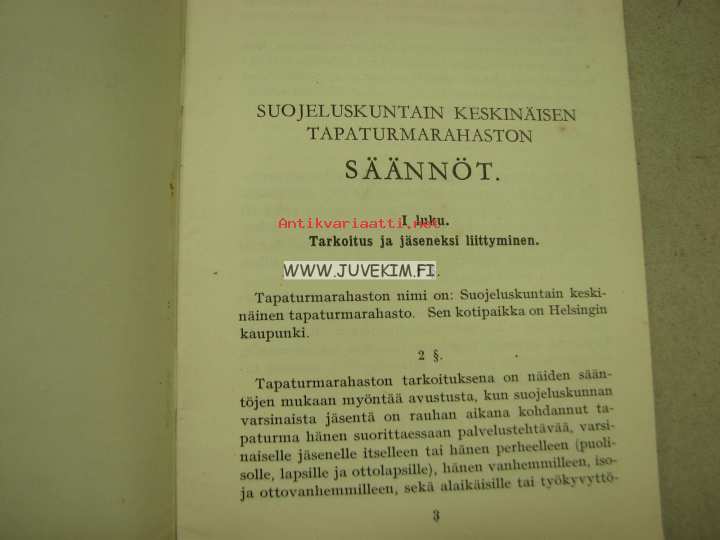 SUOJELUSKUNTAIN KESKINÄISEN
TAPATURMARAHASTON
SÄÄNNÖT.
I luku.
Antikvariaatti.net
Tarkoitus ja jäseneksi liittyminen.
WWW.JUVEKIM.FI
Tapaturmarahaston nimi on: Suojeluskuntain keski-
näinen tapaturmarahasto. Sen kotipaikka on Helsingin
kaupunki.
2 §.
Tapaturmarahaston tarkoituksena on näiden sään-
töjen mukaan myöntää avustusta, kun suojeluskunnan
varsinaista jäsentä on rauhan aikana kohdannut ta-
paturma hänen suorittaessaan palvelustehtävää, varsi-
naiselle jäsenelle itselleen tai hänen perheelleen (puoli-
solle, lapsille ja ottolapsille), hänen vanhemmilleen, iso-
ja ottovanhemmilleen, sekä alaikäisille tai työkyvyttö-
3